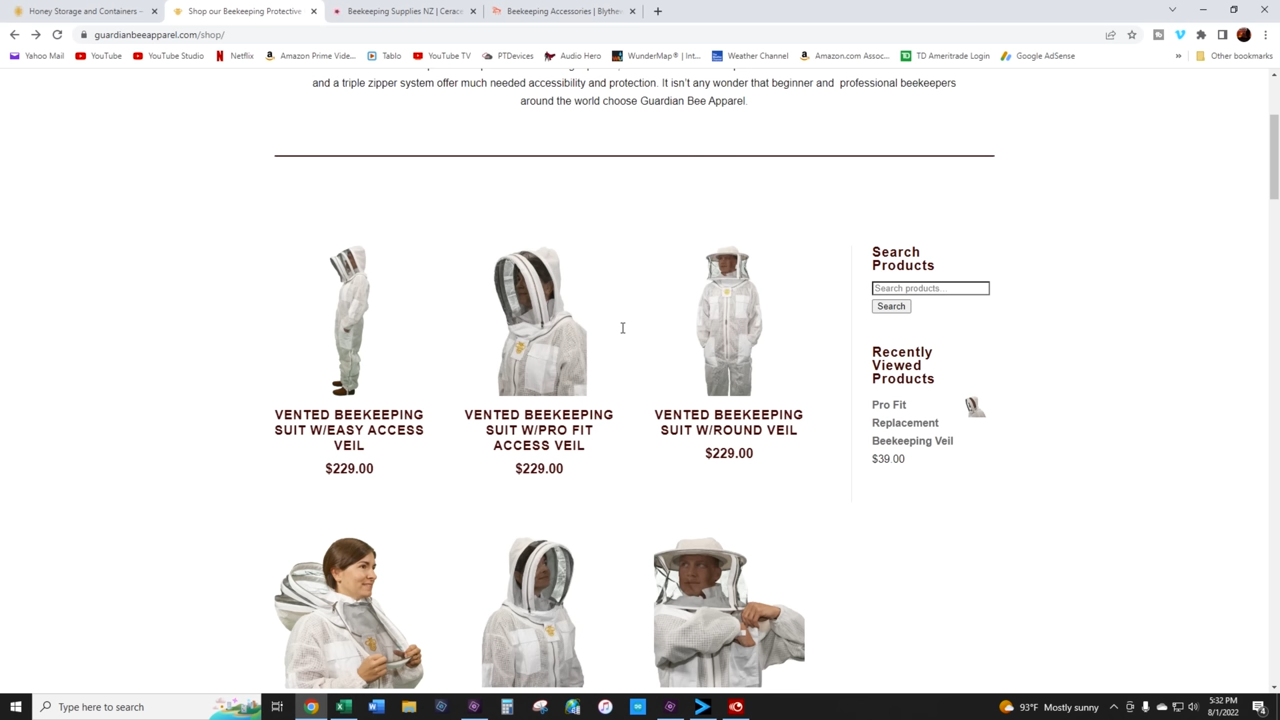 Honey Storage and Containers –
Shop our Beekeeping Protective
Beekeeping Supplies NZ | Cerace
Beekeeping Accessories | Blythe
guardianbeeapparel.com/shop/
Yahoo Mail
YouTube
YouTube Studio
Netflix
Amazon Prime Vide...
Tablo
YouTube TV
PTDevices
Audio Hero
WunderMap® | Int...
Weather Channel
Amazon.com Assoc...
TD Ameritrade Login
Google AdSense
Other bookmarks
and a triple zipper system offer much needed accessibility and protection. It isn't any wonder that beginner and professional beekeepers
around the world choose Guardian Bee Apparel.
VENTED BEEKEEPING
SUIT W/EASY ACCESS
VEIL
$229.00
VENTED BEEKEEPING
SUIT W/PRO FIT
ACCESS VEIL
$229.00
VENTED BEEKEEPING
SUIT W/ROUND VEIL
$229.00
Search
Products
Search products...
Search
Recently
Viewed
Products
Pro Fit
Replacement
Beekeeping Veil
$39.00
Type here to search
93°F Mostly sunny
5:32 PM
8/1/2022